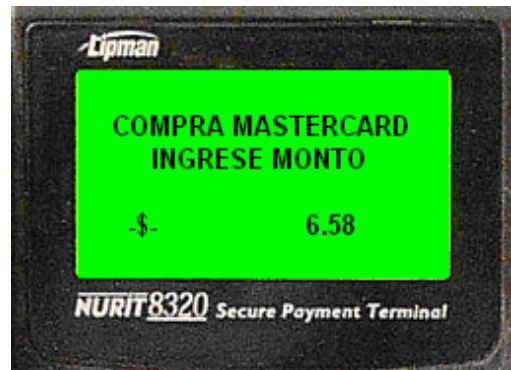 Lipman
COMPRA MASTERCARD
INGRESE MONTO
-$- 6.58
NURIT 8320 Secure Payment Terminal